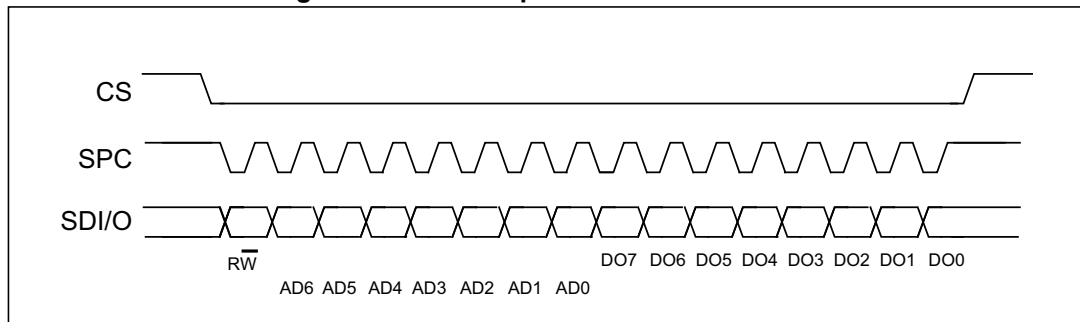 CS
SPC
SDI/O
RW
DO7 DO6 DO5 DO4 DO3 DO2 DO1 DO0
AD6 AD5 AD4 AD3 AD2 AD1 AD0